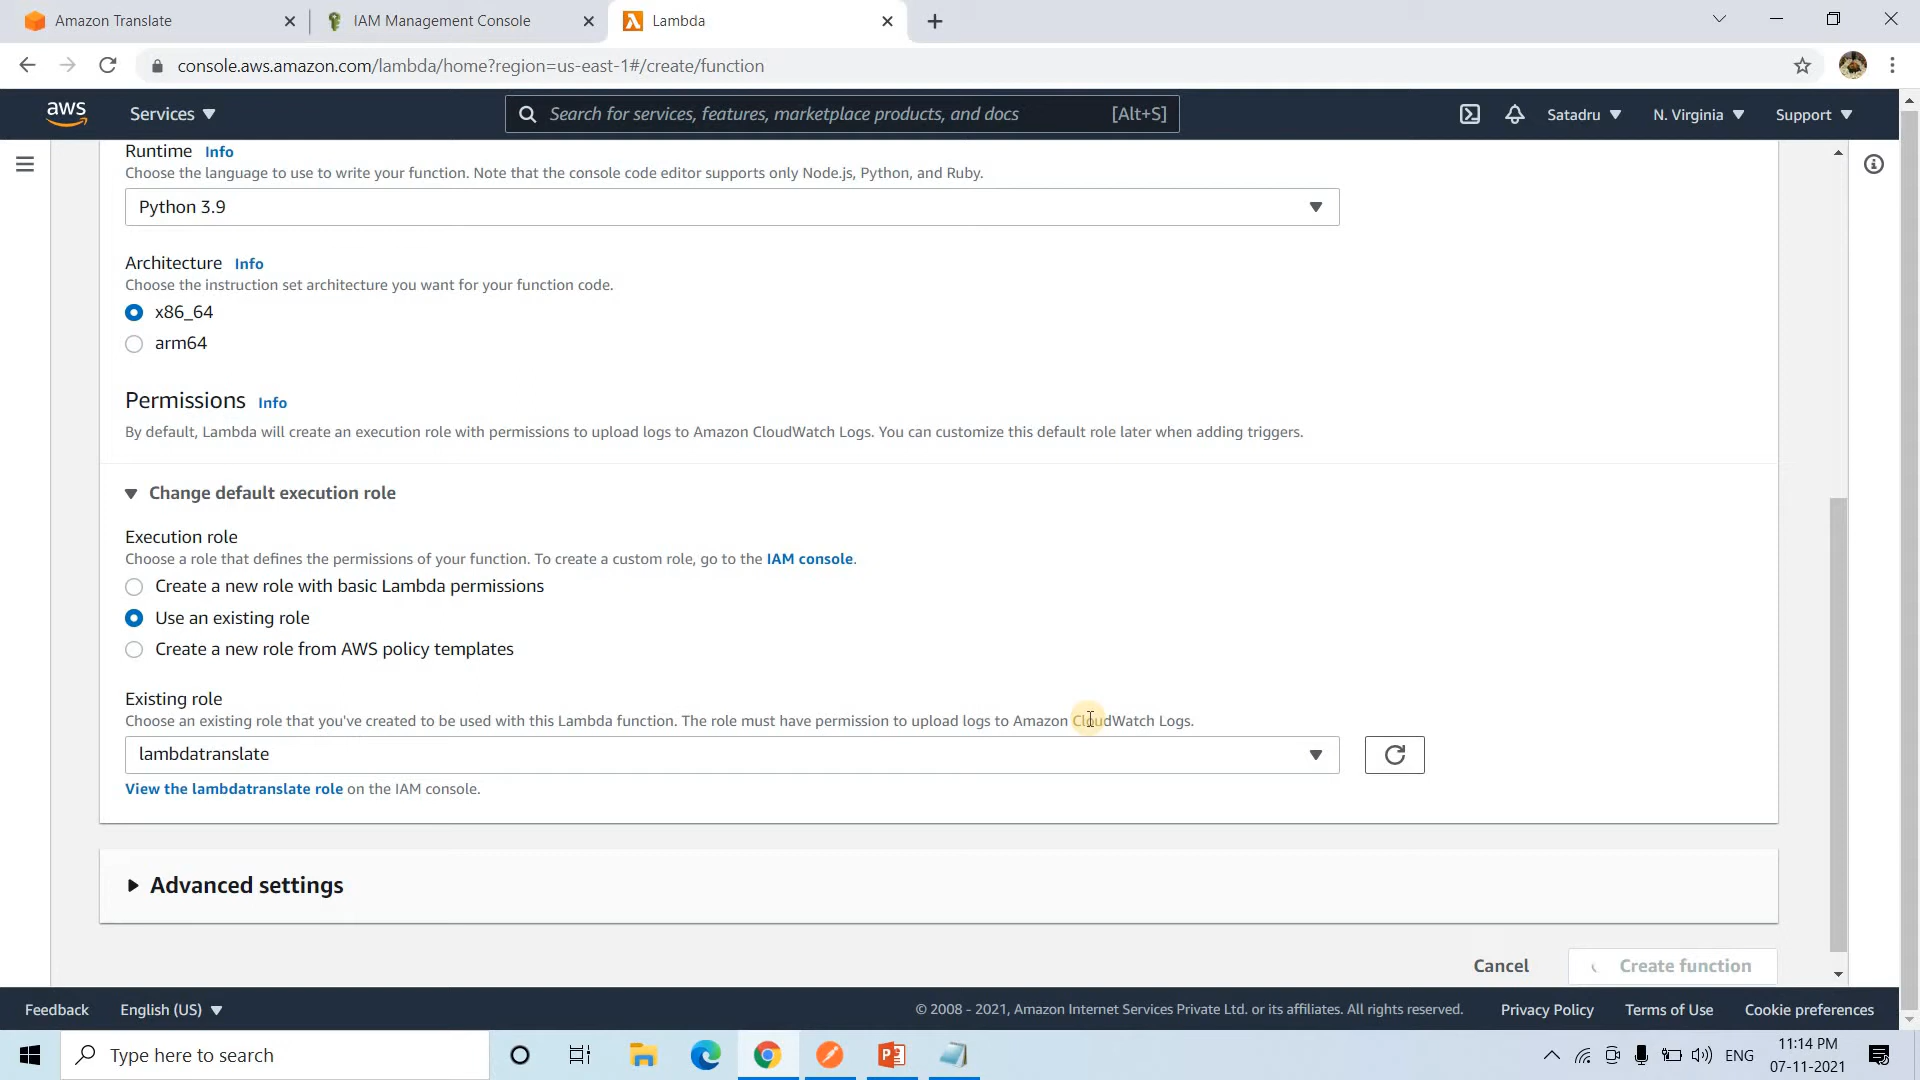 Amazon Translate
IAM Management Console
Lambda
console.aws.amazon.com/lambda/home?region=us-east-1#/create/function
aws
Services
Search for services, features, marketplace products, and docs
[Alt+S]
Satadru
N. Virginia
Support
Runtime Info
Choose the language to use to write your function. Note that the console code editor supports only Node.js, Python, and Ruby.
Python 3.9
Architecture Info
Choose the instruction set architecture you want for your function code.
x86_64
arm64
Permissions Info
By default, Lambda will create an execution role with permissions to upload logs to Amazon CloudWatch Logs. You can customize this default role later when adding triggers.
Change default execution role
Execution role
Choose a role that defines the permissions of your function. To create a custom role, go to the IAM console.
Create a new role with basic Lambda permissions
Use an existing role
Create a new role from AWS policy templates
Existing role
Choose an existing role that you've created to be used with this Lambda function. The role must have permission to upload logs to Amazon CloudWatch Logs.
lambdatranslate
View the lambdatranslate role on the IAM console.
Advanced settings
Cancel
Create function
Feedback
English (US)
© 2008 - 2021, Amazon Internet Services Private Ltd. or its affiliates. All rights reserved.
Privacy Policy
Terms of Use
Cookie preferences
Type here to search
ENG
11:14 PM
07-11-2021